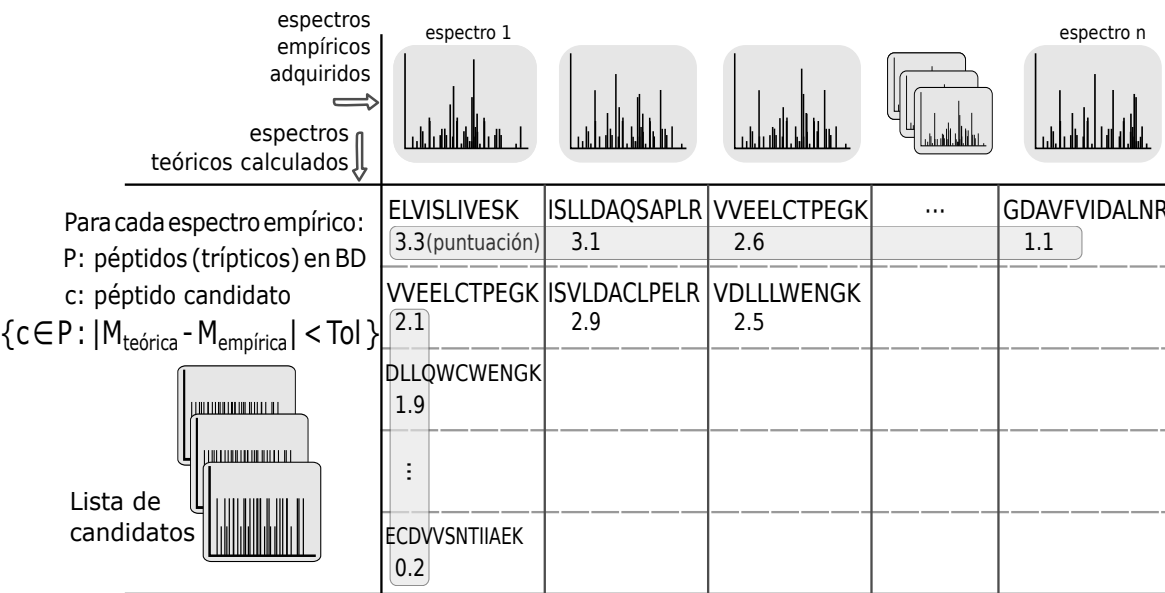 espectros
empíricos
adquiridos
espectro 1
espectro n
espectros
teóricos calculados
Para cada espectro empírico:
P: péptidos (trípticos) en BD
c: péptido candidato
{c∈P: |Mteórica - Mempírica| < Tol}
Lista de
candidatos
ELVISLIVESK ISLLDAQSAPLR VVEELCTPEGK ... GDAVFVIDALNR
3.3(puntuación) 3.1 2.6 1.1
VVEELCTPEGK ISVLDACLPELR VDLLLWENGK
2.1 2.9 2.5
DLLQWCWENGK
1.9
...
ECDVVSNTIIAEK
0.2